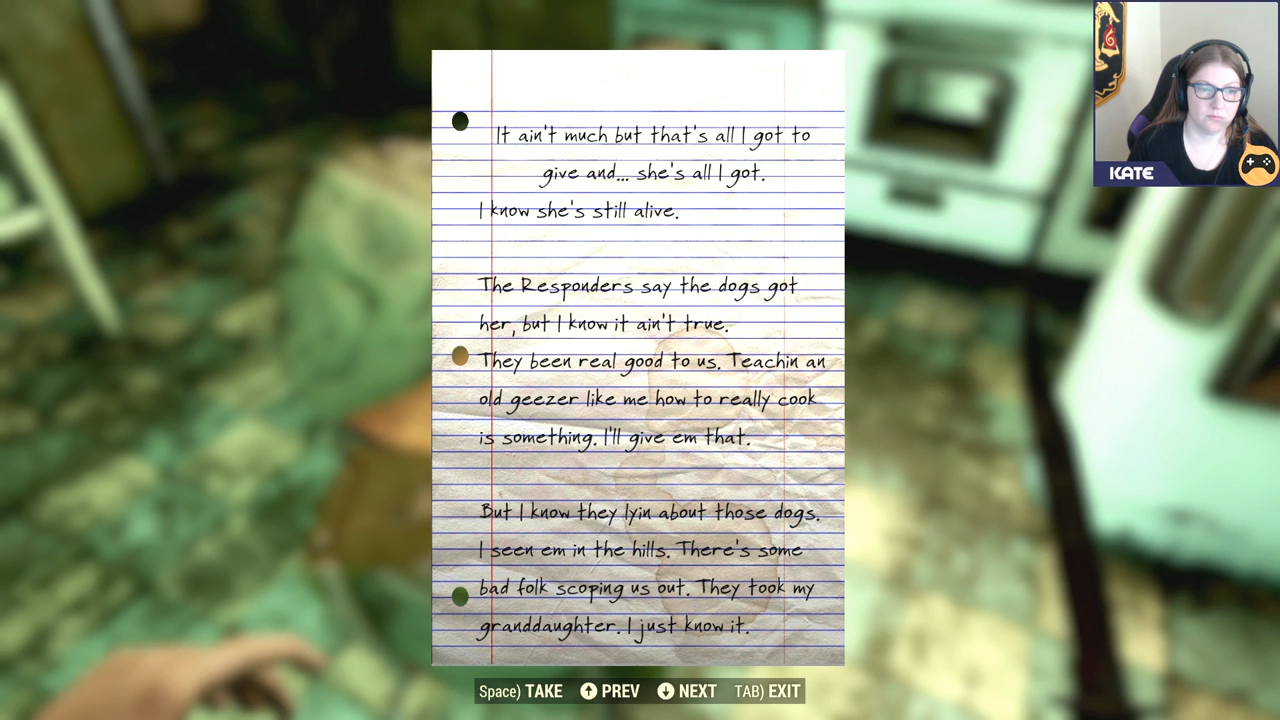 KATE
It ain't much but that's all I got to
give and... she's all I got.
I know she's still alive.
The Responders say the dogs got
her, but I know it ain't true.
They been real good to us. Teachin an
old geezer like me how to really cook
is something. I'll give em that.
But I know they lyin about those dogs.
I seen em in the hills. There's some
bad folk scoping us out. They took my
granddaughter. I just know it.
Space) TAKE PREV NEXT TAB) EXIT